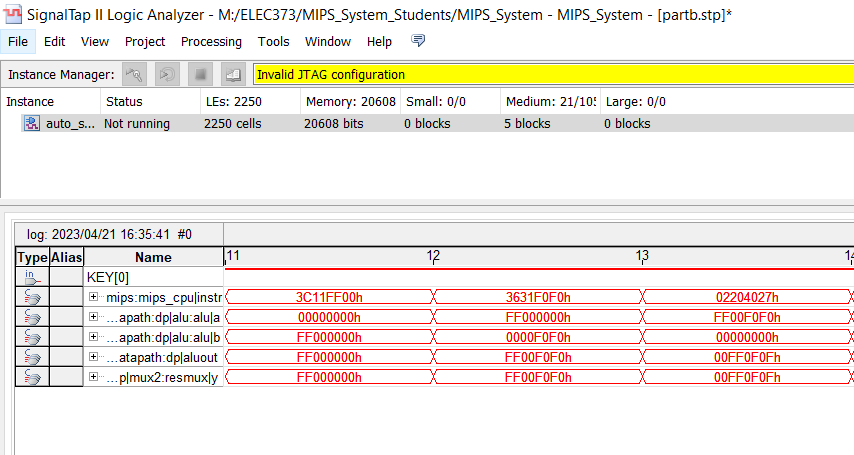 SignalTap II Logic Analyzer - M:/ELEC373/MIPS_System_Students/MIPS_System - MIPS_System - [partb.stp]*
File Edit View Project Processing Tools Window Help
Instance Manager: Invalid JTAG configuration
Instance Status LEs: 2250 Memory: 20608 Small: 0/0 Medium: 21/105 Large: 0/0
auto_s... Not running 2250 cells 20608 bits 0 blocks 5 blocks 0 blocks
log: 2023/04/21 16:35:41 #0
Type Alias Name 11 12 13 14
in KEY[0]
mips:mips_cpu|instr 3C11FF00h 3631F0F0h 02204027h
...apath:dp|alu:alu|a 00000000h FF000000h FF00F0F0h
...apath:dp|alu:alu|b FF000000h 0000F0F0h 00000000h
...atapath:dp|aluout FF000000h FF00F0F0h 00FF0F0Fh
...p|mux2:resmux|y FF000000h FF00F0F0h 00FF0F0Fh